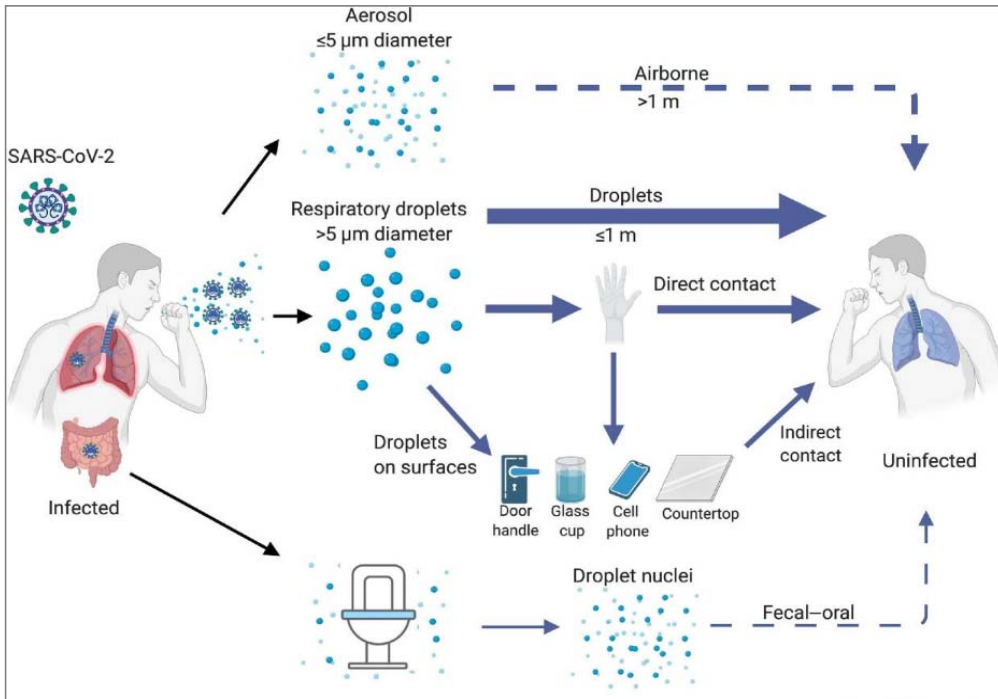 Aerosol
≤5 µm diameter
Airborne
>1 m
SARS-CoV-2
Respiratory droplets
>5 µm diameter
Droplets
≤1 m
Direct contact
Droplets
on surfaces
Indirect
contact
Uninfected
Infected
Door
handle
Glass
cup
Cell
phone
Countertop
Droplet nuclei
Fecal–oral